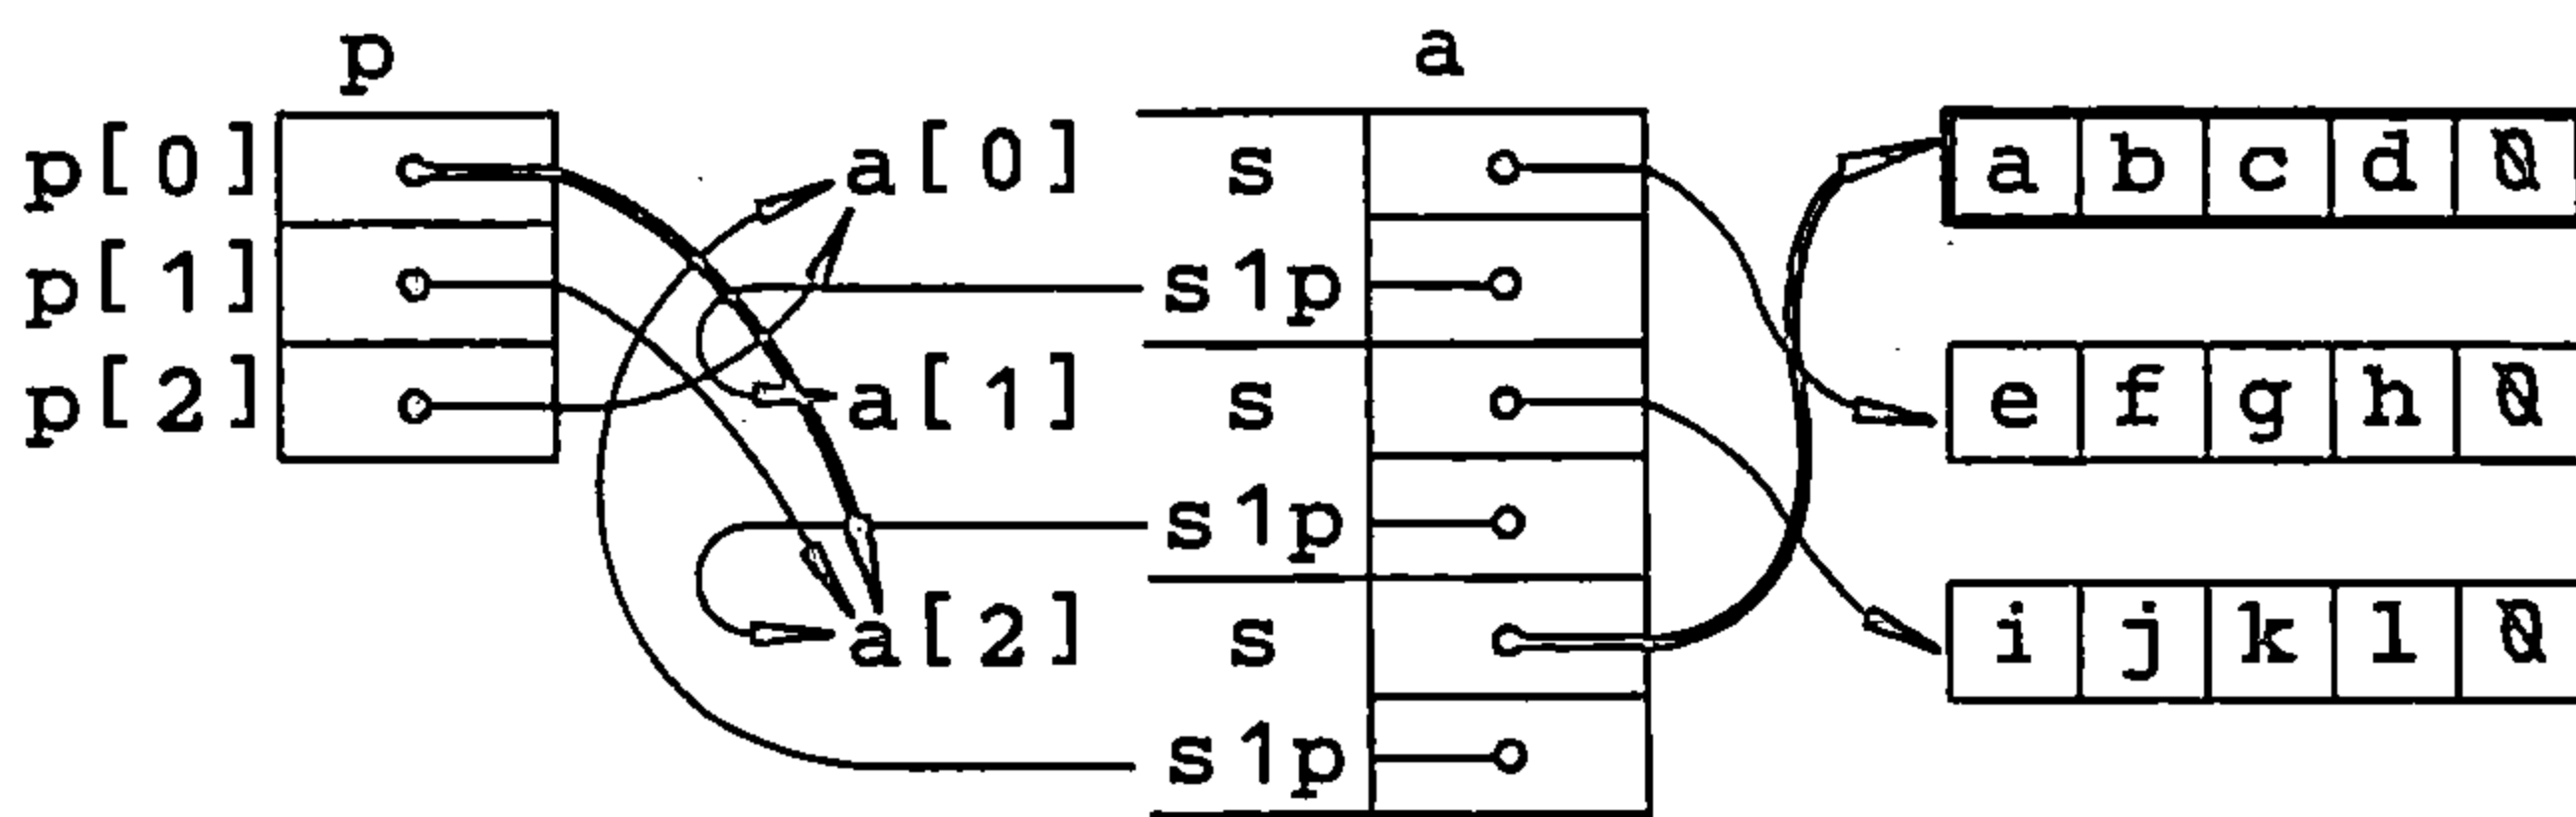 p a
p[0] a[0] s a b c d 0
p[1] s1p
p[2] a[1] s e f g h 0
s1p
a[2] s i j k l 0
s1p